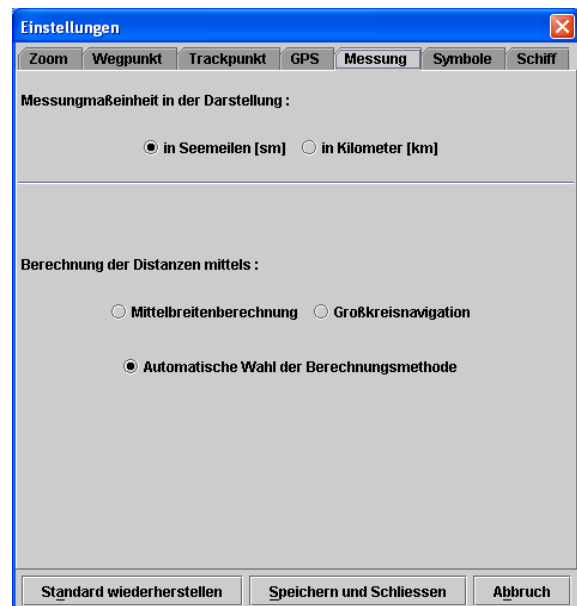 Einstellungen
Zoom Wegpunkt Trackpunkt GPS Messung Symbole Schiff
Messungmaßeinheit in der Darstellung :
in Seemeilen [sm] in Kilometer [km]
Berechnung der Distanzen mittels :
Mittelbreitenberechnung Großkreisnavigation
Automatische Wahl der Berechnungsmethode
Standard wiederherstellen Speichern und Schliessen Abbruch